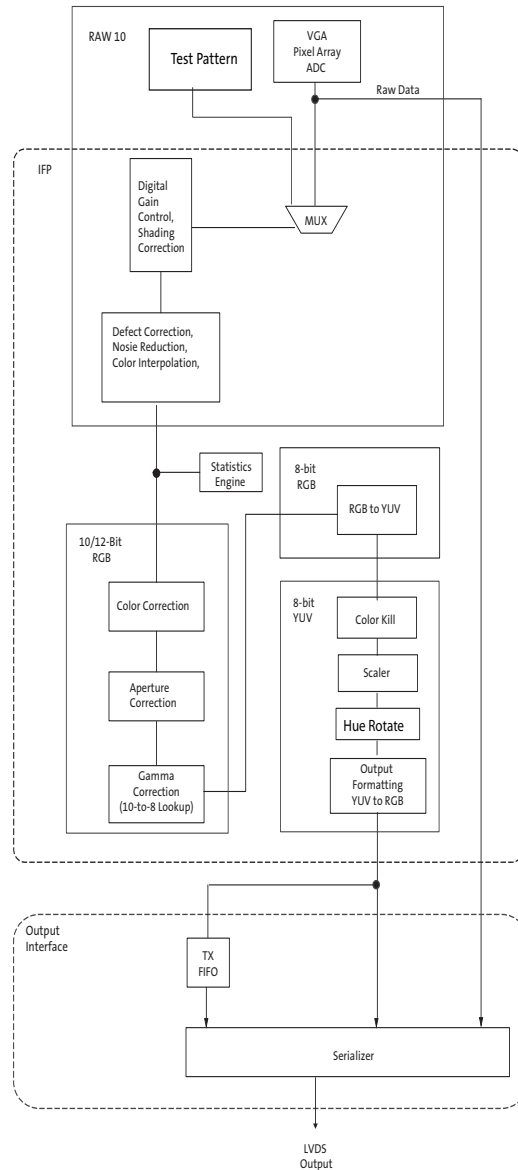 RAW 10
Test Pattern
VGA
Pixel Array
ADC
Raw Data
IFP
Digital
Gain
Control,
Shading
Correction
MUX
Defect Correction,
Nosie Reduction,
Color Interpolation,
Statistics
Engine
8-bit
RGB
RGB to YUV
10/12-Bit
RGB
Color Correction
Aperture
Correction
Gamma
Correction
(10-to-8 Lookup)
8-bit
YUV
Color Kill
Scaler
Hue Rotate
Output
Formatting
YUV to RGB
Output
Interface
TX
FIFO
Serializer
LVDS
Output